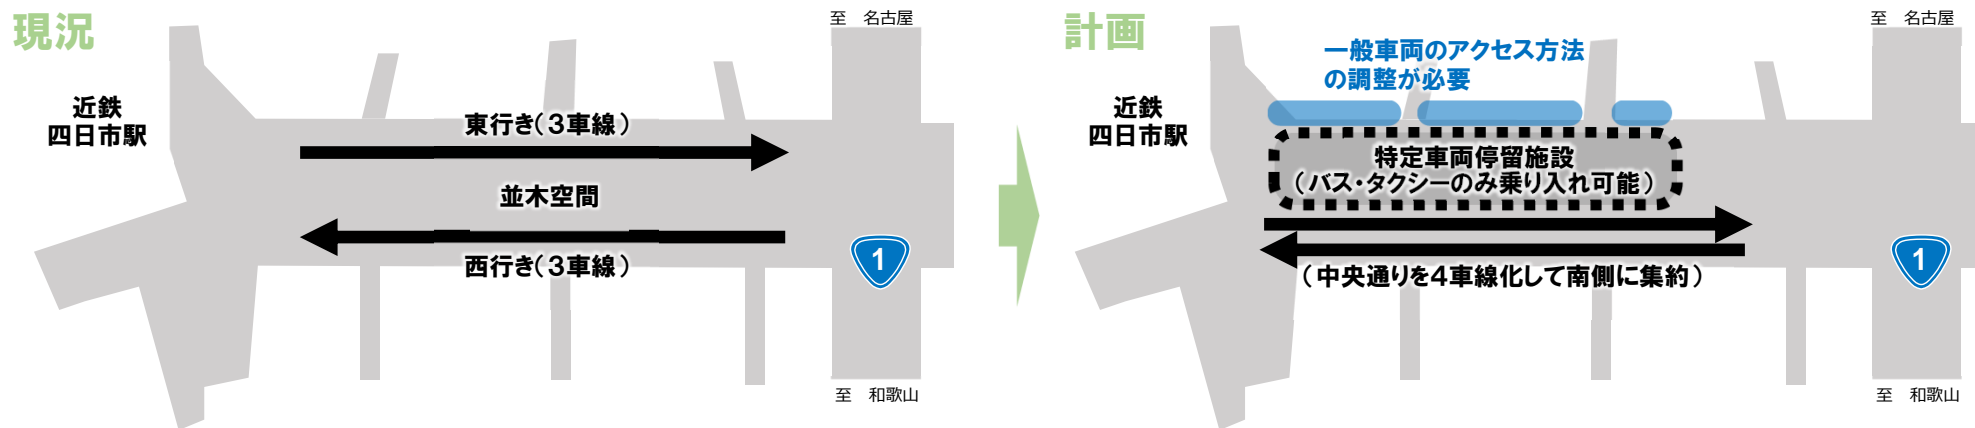 現況
至　名古屋
近鉄
四日市駅
東行き（３車線）
並木空間
西行き（３車線）
1
至　和歌山
計画
至　名古屋
一般車両のアクセス方法
の調整が必要
近鉄
四日市駅
特定車両停留施設
（バス・タクシーのみ乗り入れ可能）
（中央通りを４車線化して南側に集約）
1
至　和歌山